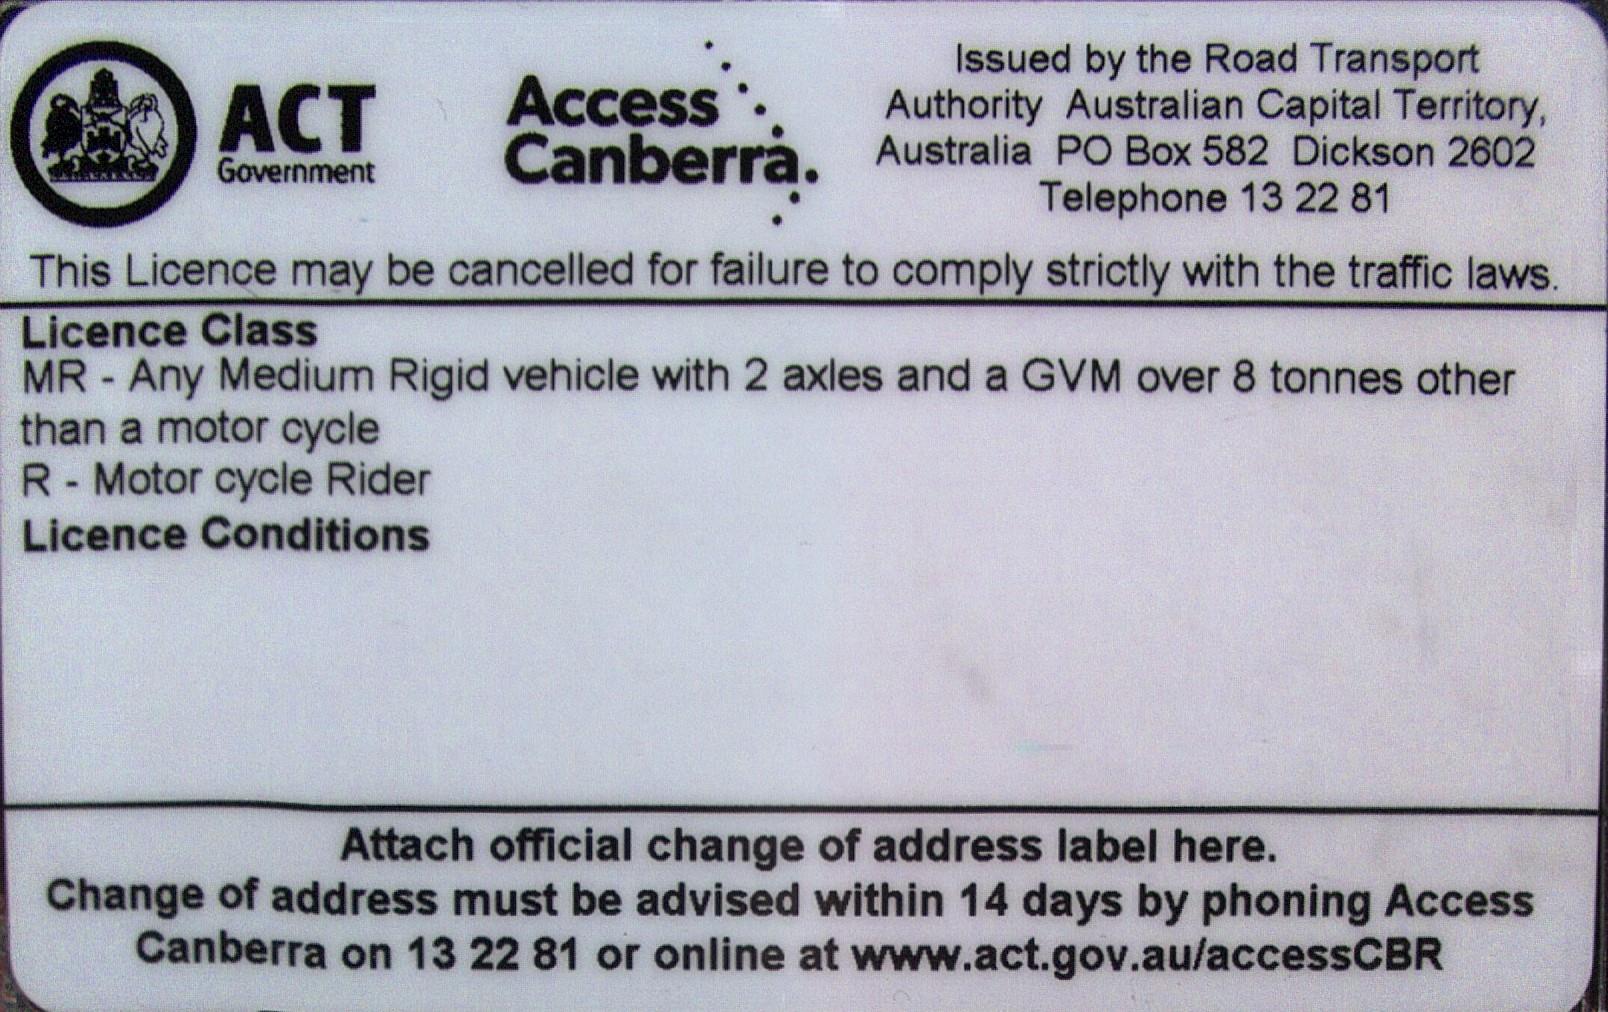 ACT
Government
Access
Canberra.
Issued by the Road Transport
Authority Australian Capital Territory,
Australia PO Box 582 Dickson 2602
Telephone 13 22 81
This Licence may be cancelled for failure to comply strictly with the traffic laws.
Licence Class
MR - Any Medium Rigid vehicle with 2 axles and a GVM over 8 tonnes other
than a motor cycle
R - Motor cycle Rider
Licence Conditions
Attach official change of address label here.
Change of address must be advised within 14 days by phoning Access
Canberra on 13 22 81 or online at www.act.gov.au/accessCBR